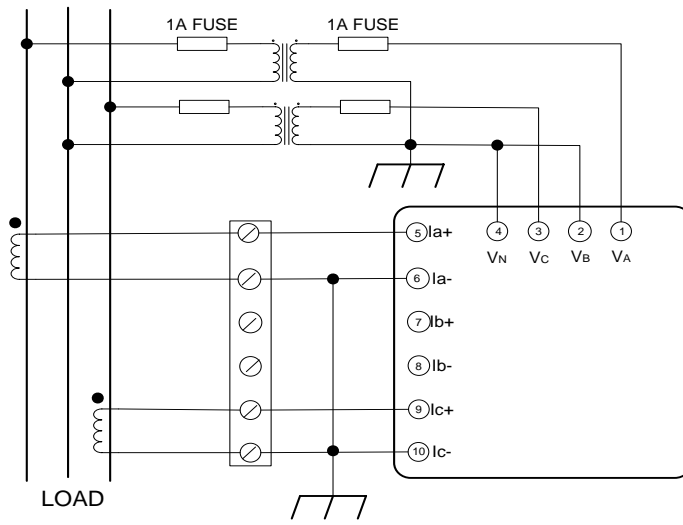 1A FUSE 1A FUSE
4 3 2 1
VN VC VB VA
5 Ia+
6 Ia-
7 Ib+
8 Ib-
9 Ic+
10 Ic-
LOAD